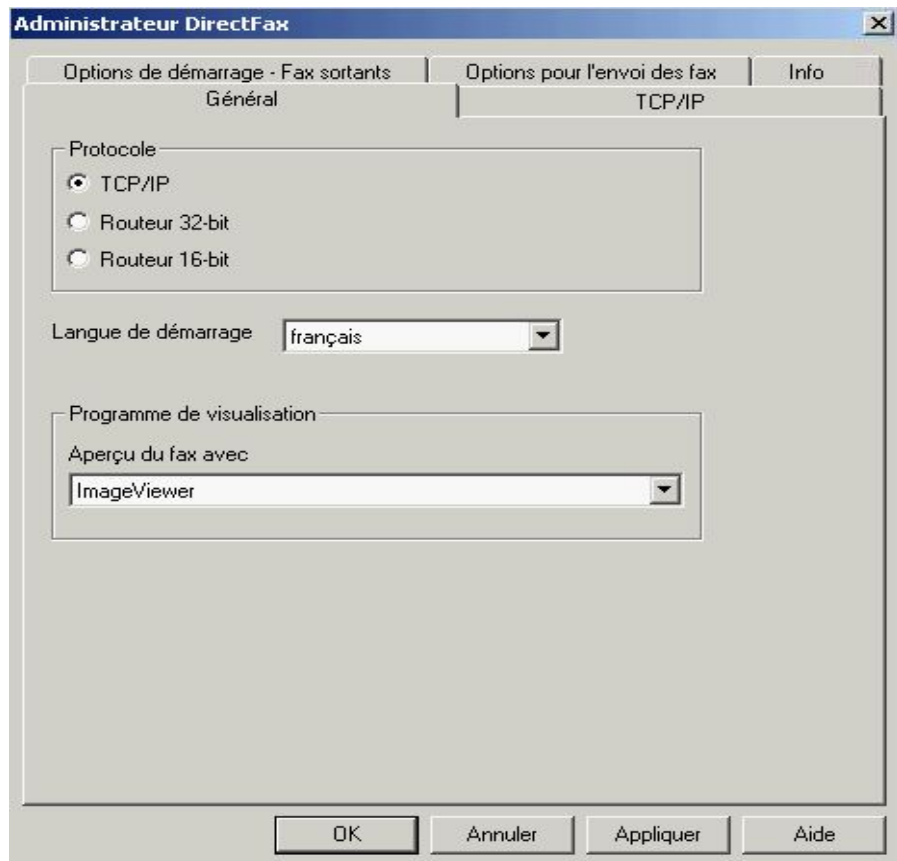 Administrateur DirectFax
Options de démarrage - Fax sortants
Options pour l'envoi des fax
Info
Général
TCP/IP
Protocole
TCP/IP
Routeur 32-bit
Routeur 16-bit
Langue de démarrage
français
Programme de visualisation
Aperçu du fax avec
ImageViewer
OK
Annuler
Appliquer
Aide